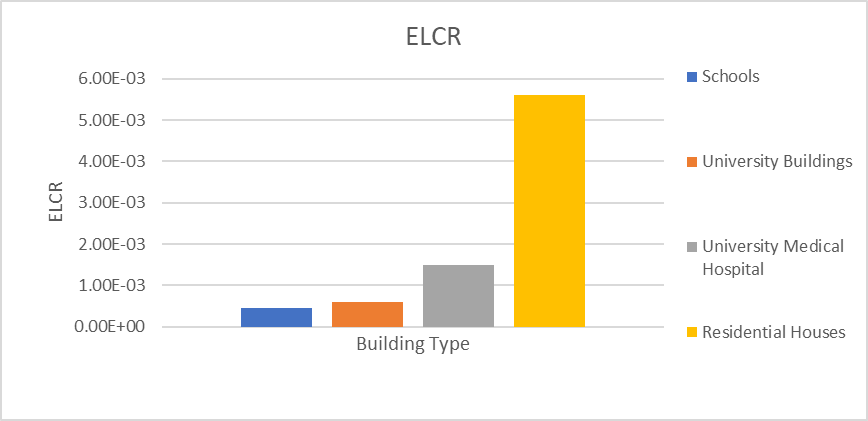 ELCR
6.00E-03
5.00E-03
4.00E-03
3.00E-03
2.00E-03
1.00E-03
0.00E+00
ELCR
Building Type
Schools
University Buildings
University Medical
Hospital
Residential Houses